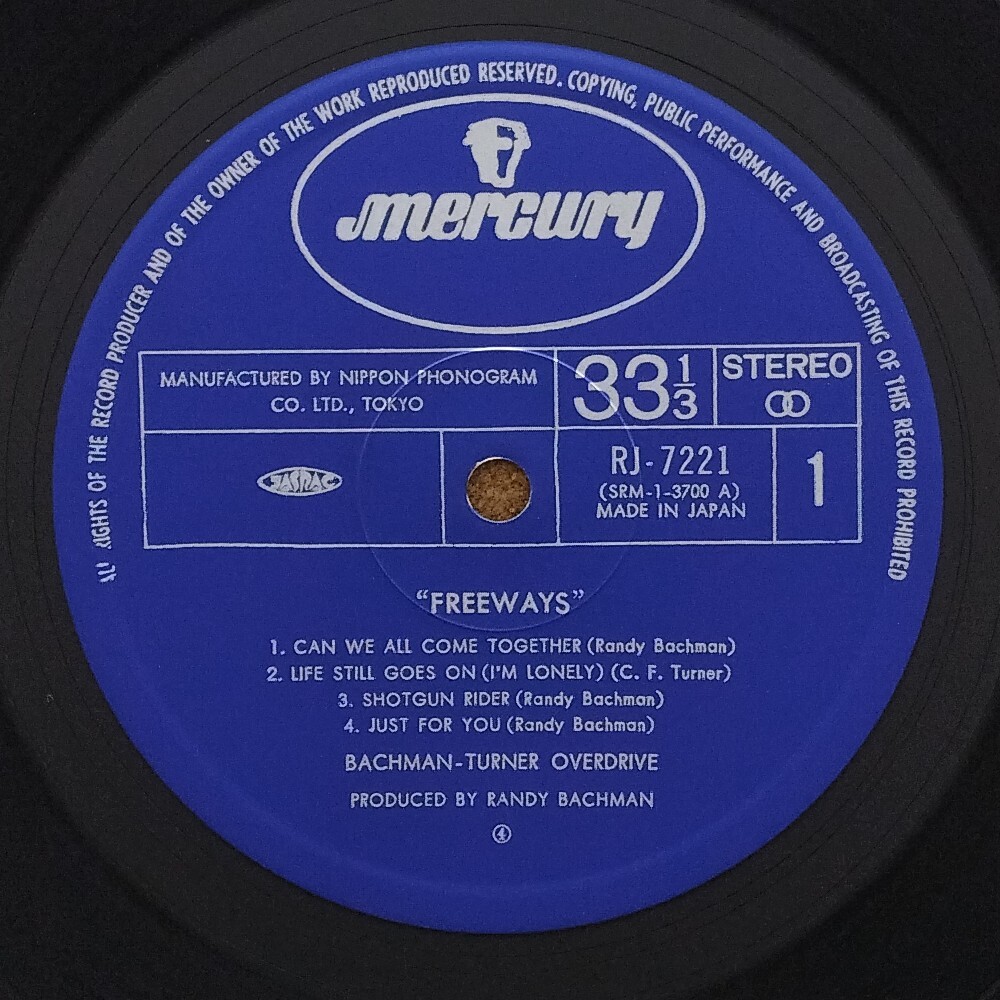 ALL RIGHTS OF THE RECORD PRODUCER AND OF THE OWNER OF THE WORK REPRODUCED RESERVED. COPYING, PUBLIC PERFORMANCE AND BROADCASTING OF THIS RECORD PROHIBITED
mercury
MANUFACTURED BY NIPPON PHONOGRAM
CO. LTD., TOKYO
33 1/3
STEREO
JASRAC
RJ-7221
(SRM-1-3700 A)
MADE IN JAPAN
1
“FREEWAYS”
1. CAN WE ALL COME TOGETHER (Randy Bachman)
2. LIFE STILL GOES ON (I'M LONELY) (C. F. Turner)
3. SHOTGUN RIDER (Randy Bachman)
4. JUST FOR YOU (Randy Bachman)
BACHMAN-TURNER OVERDRIVE
PRODUCED BY RANDY BACHMAN
④